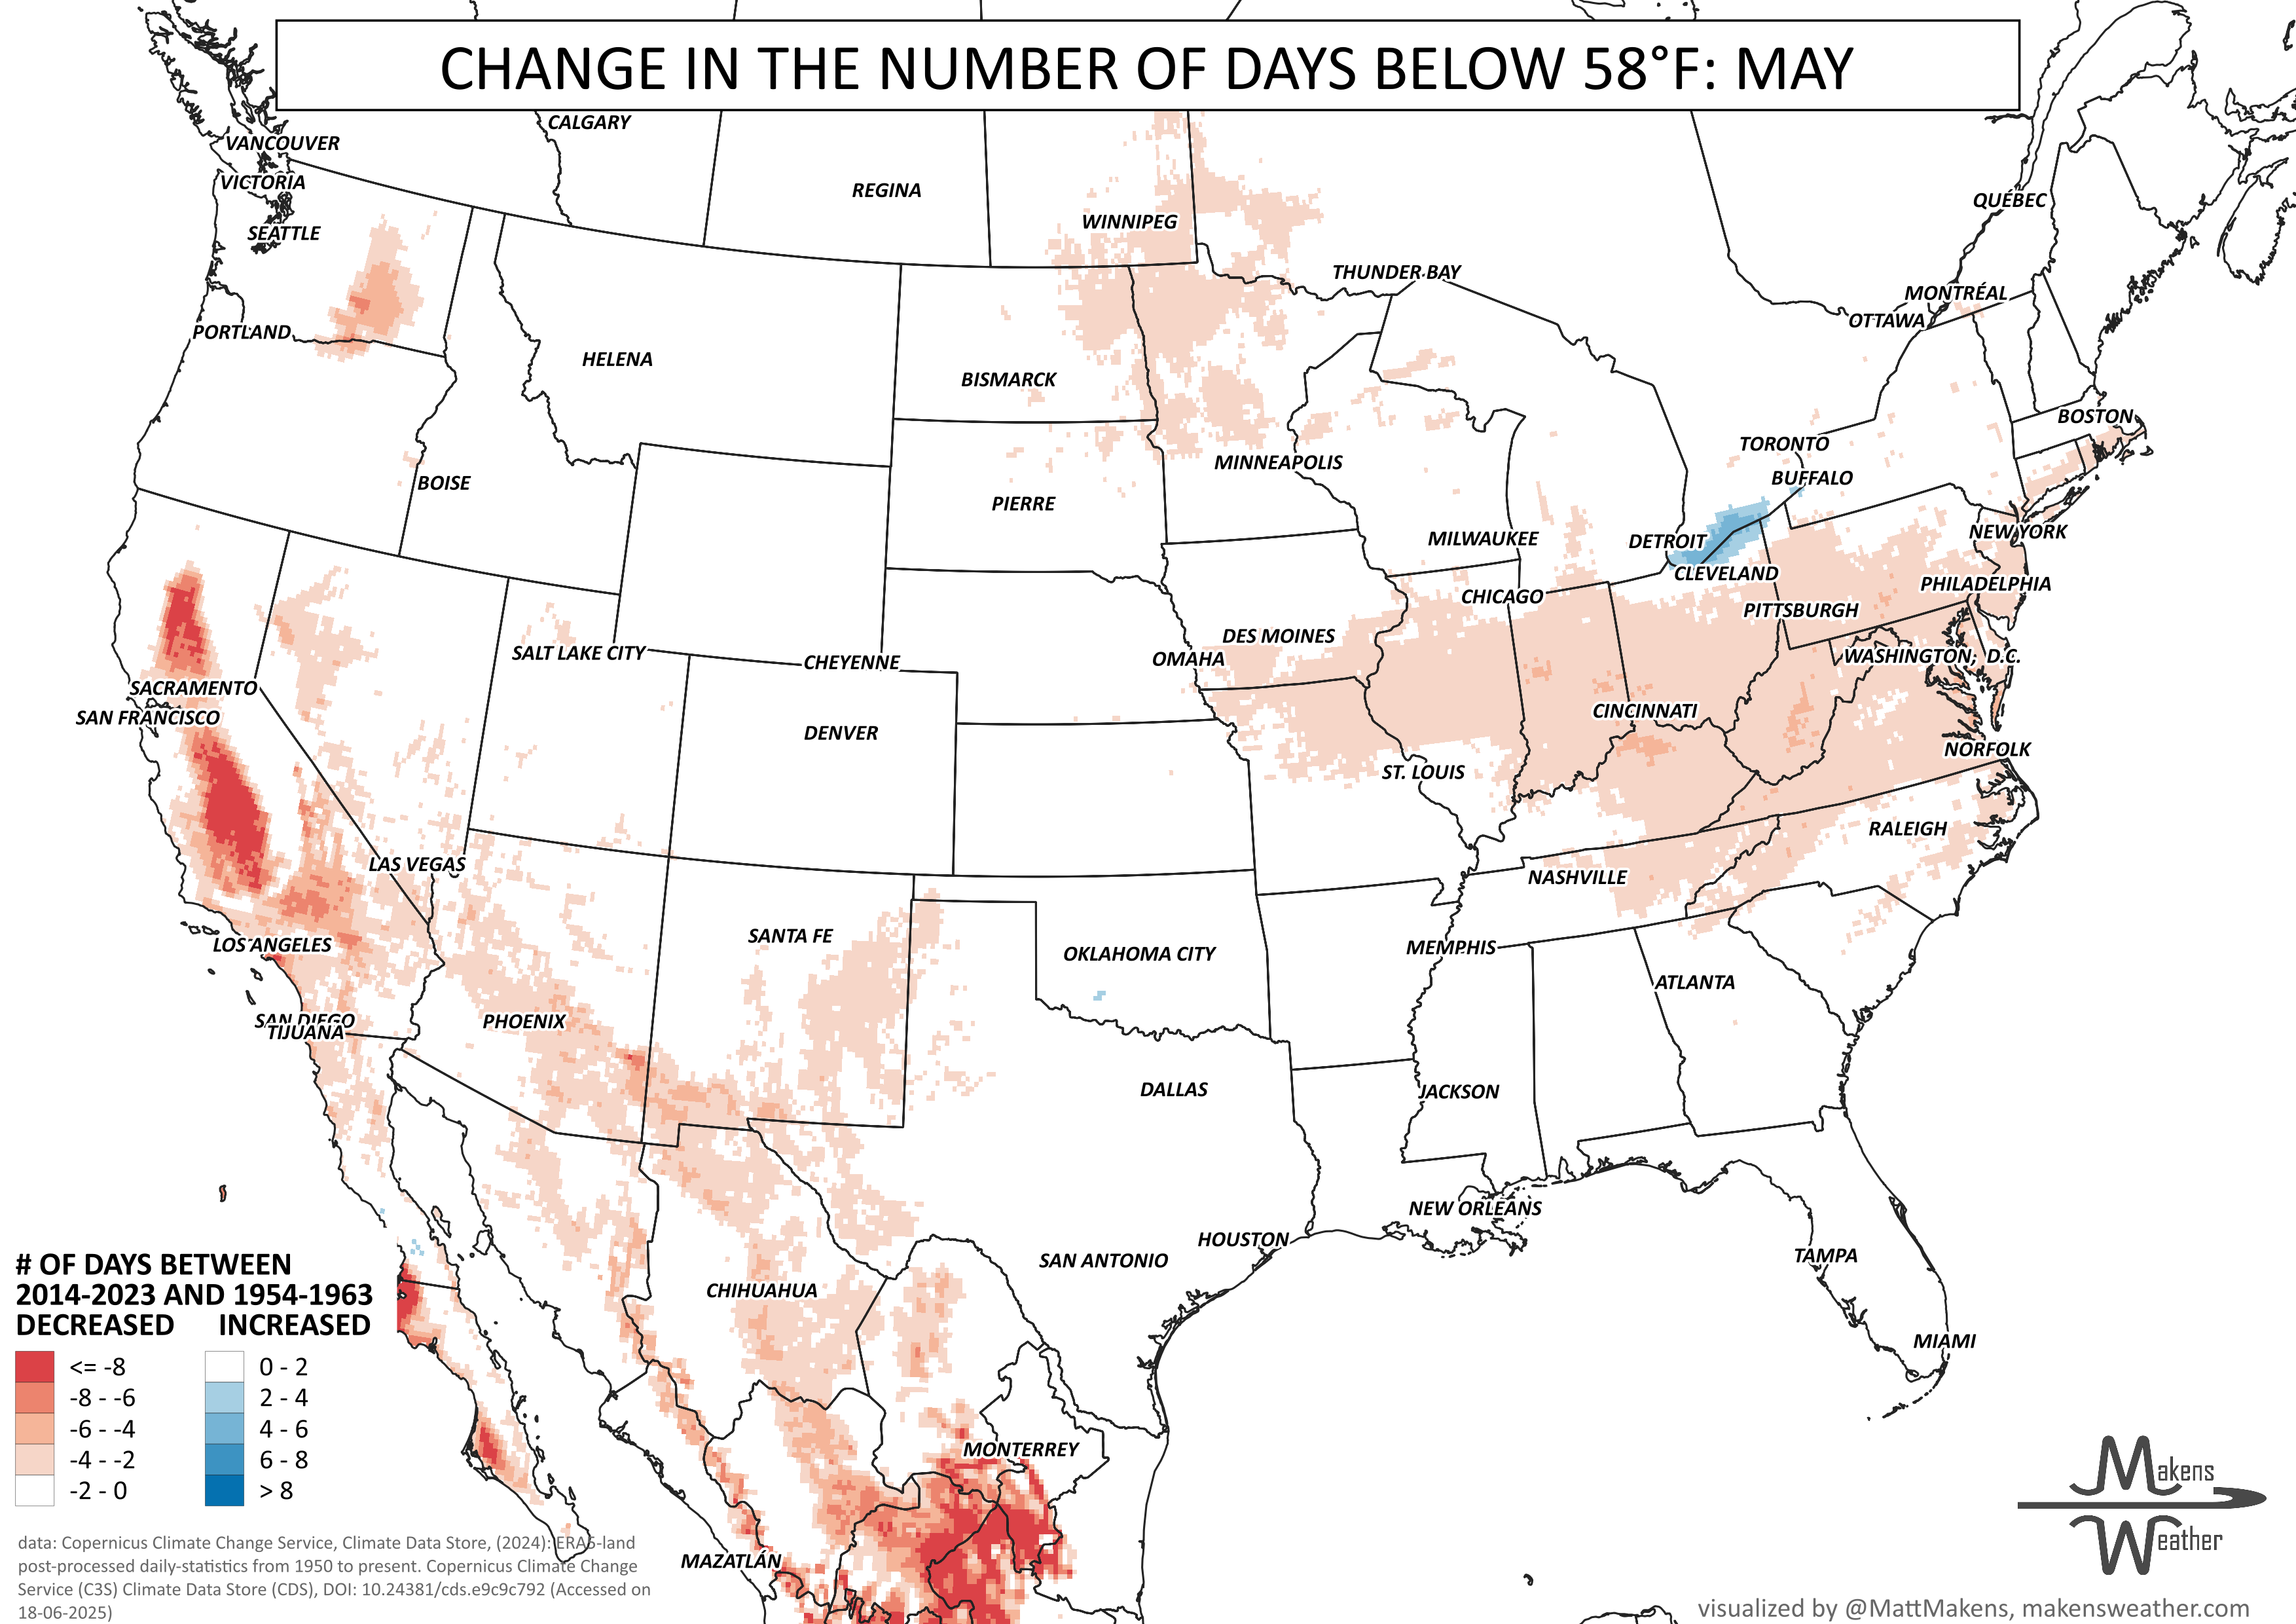 CHANGE IN THE NUMBER OF DAYS BELOW 58°F: MAY
CALGARY
VANCOUVER
VICTORIA
REGINA
QUÉBEC
WINNIPEG
SEATTLE
THUNDER BAY
MONTRÉAL
OTTAWA
PORTLAND
HELENA
BISMARCK
BOSTON
TORONTO
MINNEAPOLIS
BUFFALO
BOISE
PIERRE
NEW YORK
MILWAUKEE
DETROIT
CLEVELAND
PHILADELPHIA
CHICAGO
PITTSBURGH
DES MOINES
SALT LAKE CITY
WASHINGTON, D.C.
OMAHA
CHEYENNE
SACRAMENTO
CINCINNATI
SAN FRANCISCO
DENVER
NORFOLK
ST. LOUIS
RALEIGH
LAS VEGAS
NASHVILLE
SANTA FE
LOS ANGELES
MEMPHIS
OKLAHOMA CITY
ATLANTA
SAN DIEGO
PHOENIX
TIJUANA
DALLAS
JACKSON
NEW ORLEANS
HOUSTON
TAMPA
SAN ANTONIO
CHIHUAHUA
MIAMI
MONTERREY
MAZATLÁN
# OF DAYS BETWEEN
2014-2023 AND 1954-1963
DECREASED INCREASED
<= -8 0 - 2
-8 - -6 2 - 4
-6 - -4 4 - 6
-4 - -2 6 - 8
-2 - 0 > 8
data: Copernicus Climate Change Service, Climate Data Store, (2024): ERA5-land
post-processed daily-statistics from 1950 to present. Copernicus Climate Change
Service (C3S) Climate Data Store (CDS), DOI: 10.24381/cds.e9c9c792 (Accessed on
18-06-2025)
Makens
Weather
visualized by @MattMakens, makensweather.com